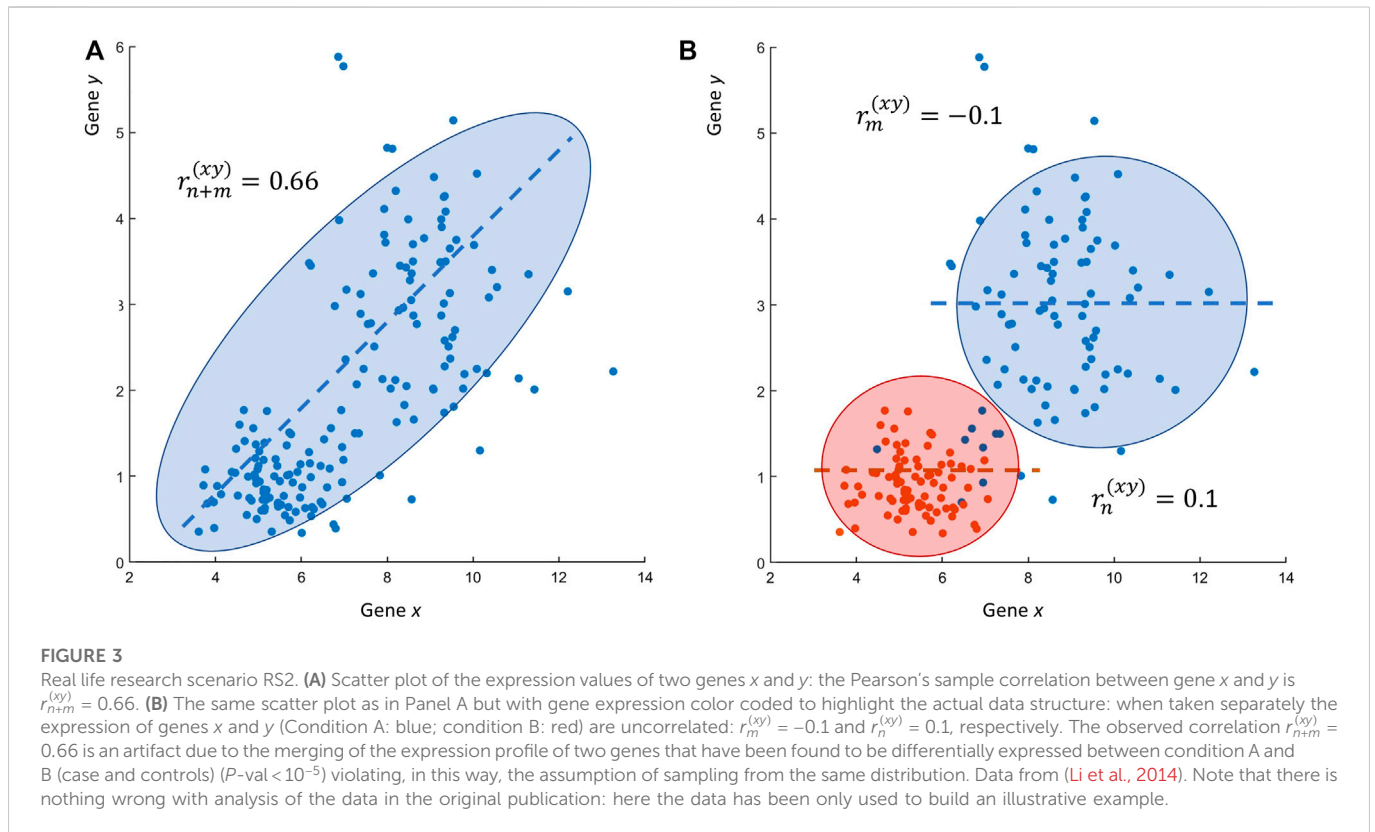 A
B
6
5
4
3
2
1
0
2
4
6
8
10
12
14
Gene y
Gene x
r_{n+m}^{(xy)} = 0.66
6
5
4
3
2
1
0
2
4
6
8
10
12
14
Gene y
Gene x
r_m^{(xy)} = −0.1
r_n^{(xy)} = 0.1
FIGURE 3
Real life research scenario RS2. (A) Scatter plot of the expression values of two genes x and y: the Pearson's sample correlation between gene x and y is
r_{n+m}^{(xy)} = 0.66. (B) The same scatter plot as in Panel A but with gene expression color coded to highlight the actual data structure: when taken separately the
expression of genes x and y (Condition A: blue; condition B: red) are uncorrelated: r_m^{(xy)} = −0.1 and r_n^{(xy)} = 0.1, respectively. The observed correlation r_{n+m}^{(xy)} =
0.66 is an artifact due to the merging of the expression profile of two genes that have been found to be differentially expressed between condition A and
B (case and controls) (P-val < 10^{−5}) violating, in this way, the assumption of sampling from the same distribution. Data from (Li et al., 2014). Note that there is
nothing wrong with analysis of the data in the original publication: here the data has been only used to build an illustrative example.